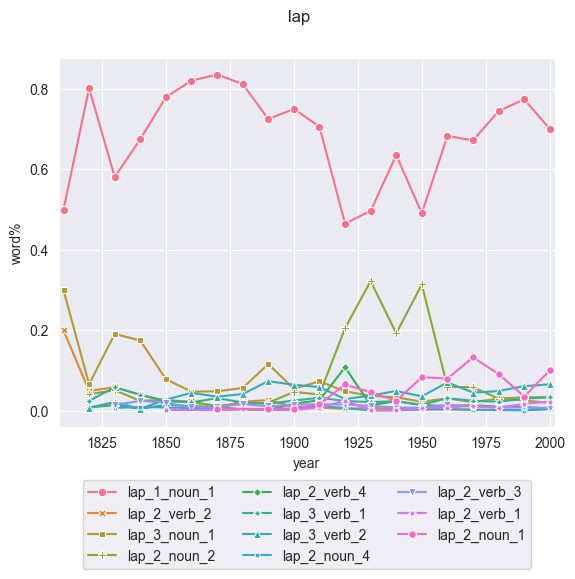 lap
0.8
0.6
0.4
0.2
0.0
word%
1825 1850 1875 1900 1925 1950 1975 2000
year
lap_1_noun_1 lap_2_verb_4 lap_2_verb_3
lap_2_verb_2 lap_3_verb_1 lap_2_verb_1
lap_3_noun_1 lap_3_verb_2 lap_2_noun_1
lap_2_noun_2 lap_2_noun_4